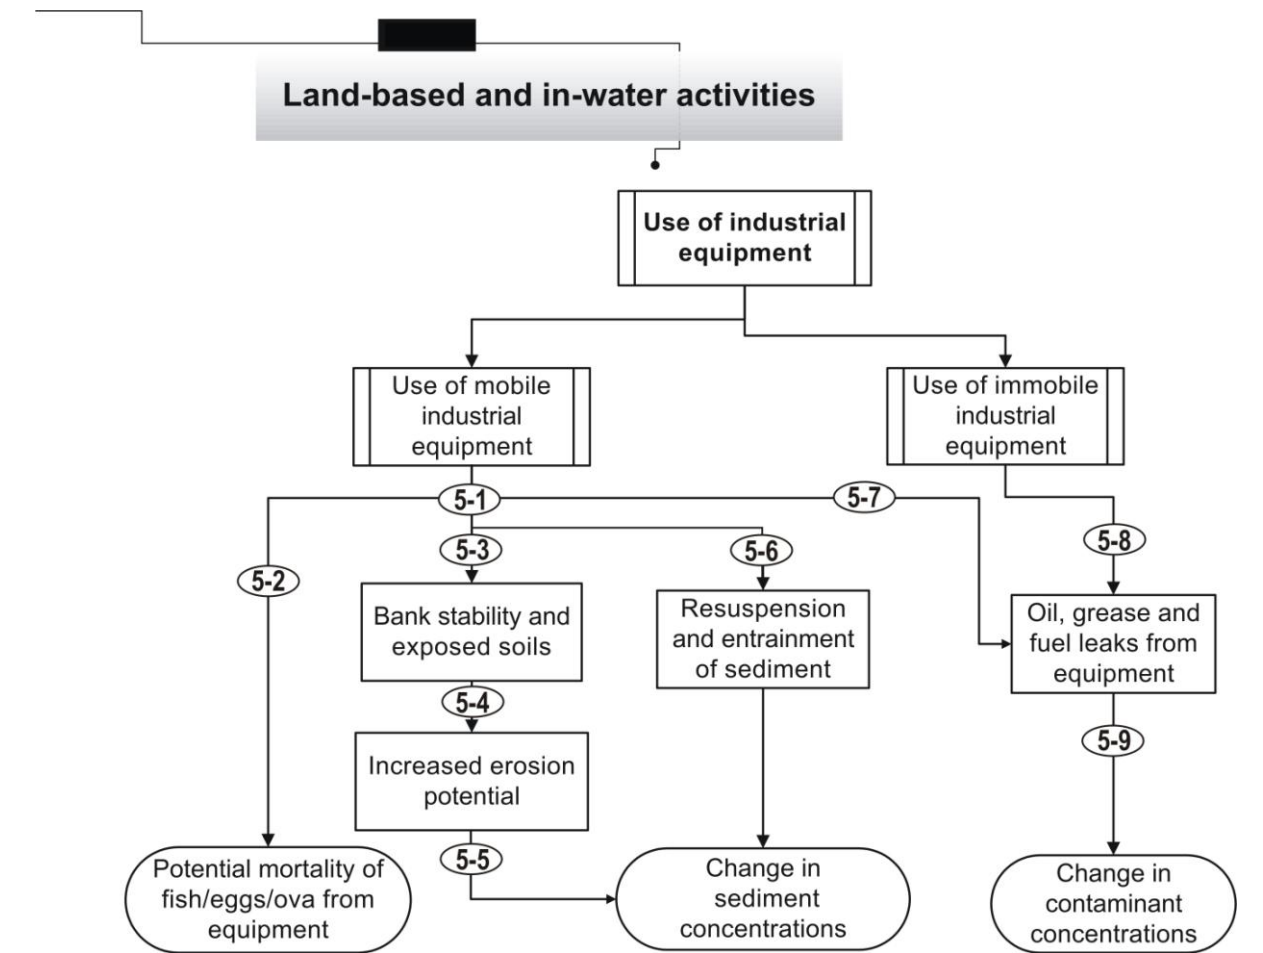 Land-based and in-water activities
Use of industrial
equipment
Use of mobile
industrial
equipment
Use of immobile
industrial
equipment
5-1
5-7
5-3
5-6
5-8
5-2
Bank stability and
exposed soils
Resuspension
and entrainment
of sediment
Oil, grease and
fuel leaks from
equipment
5-4
5-9
Increased erosion
potential
5-5
Potential mortality of
fish/eggs/ova from
equipment
Change in
sediment
concentrations
Change in
contaminant
concentrations